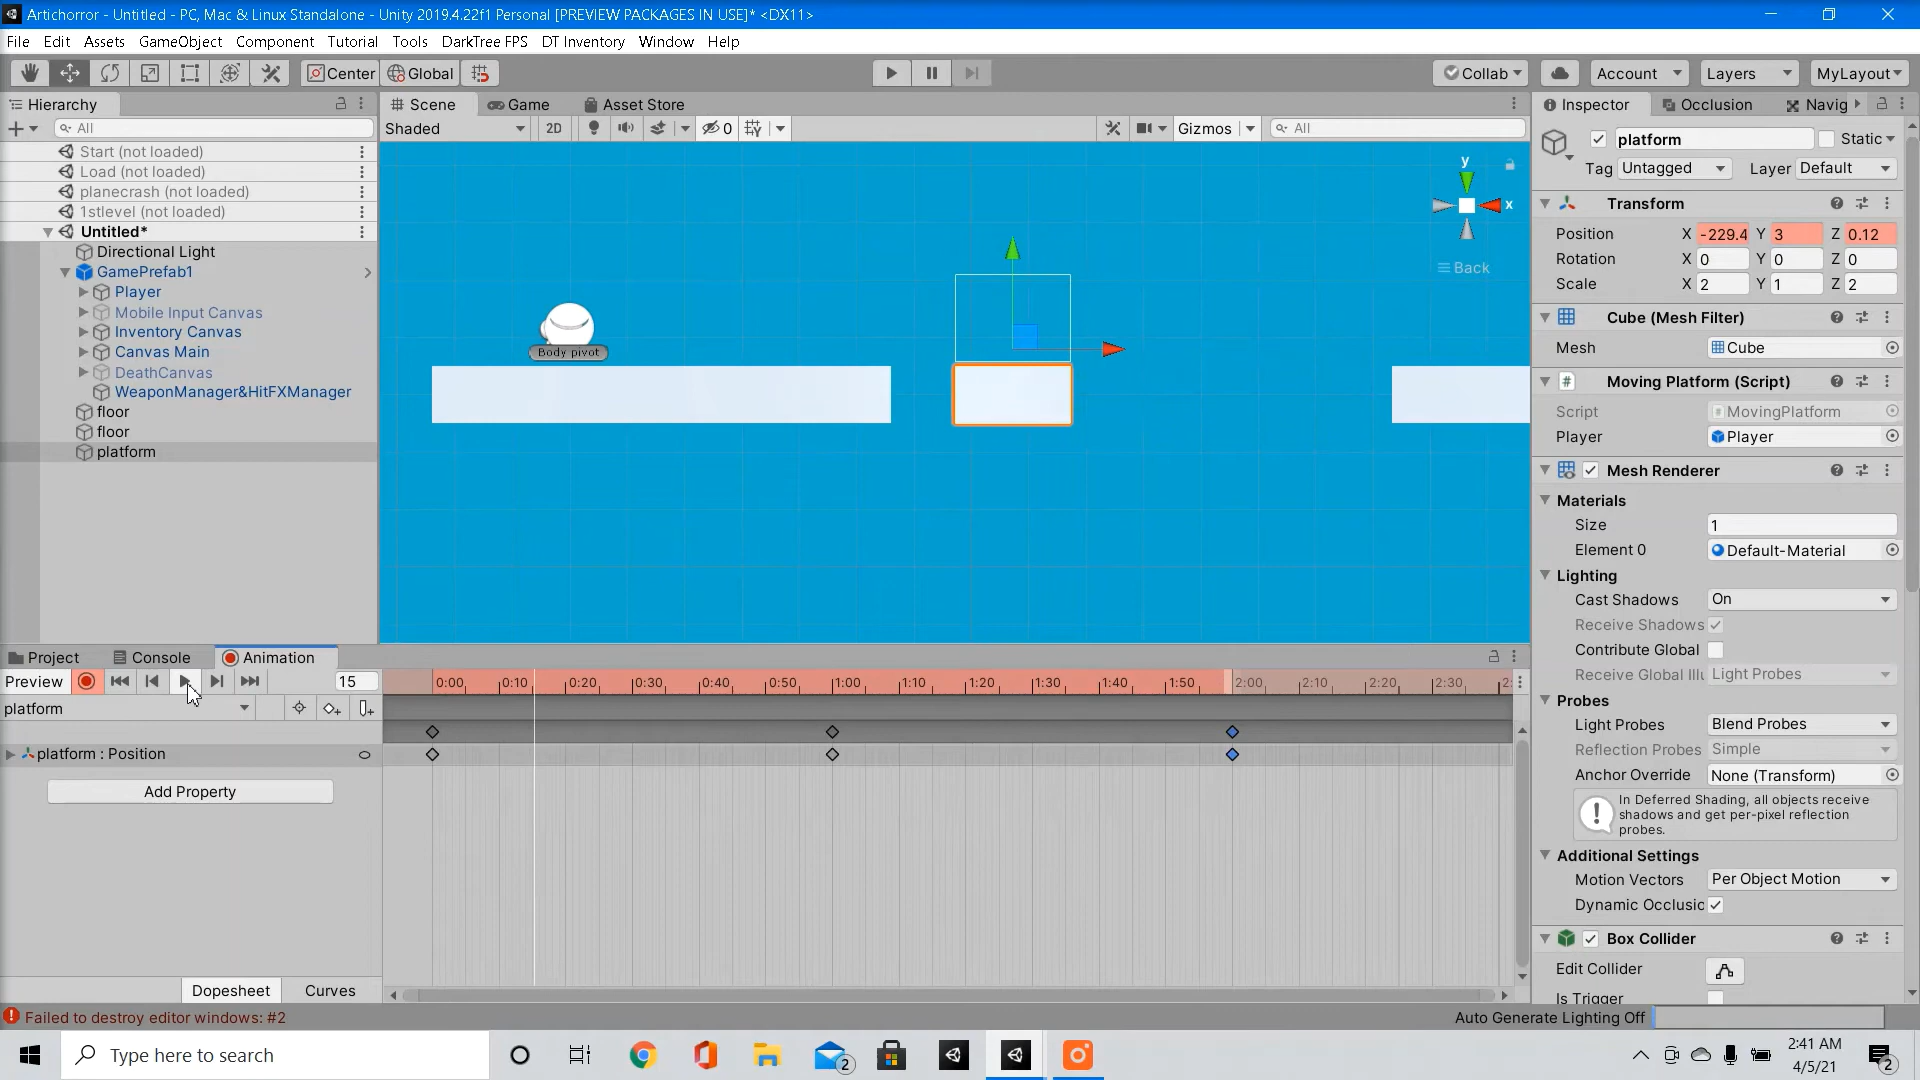 Artichorror - Untitled - PC, Mac & Linux Standalone - Unity 2019.4.22f1 Personal [PREVIEW PACKAGES IN USE]* <DX11>
File Edit Assets GameObject Component Tutorial Tools DarkTree FPS DT Inventory Window Help
Center Global Collab Account Layers MyLayout
Hierarchy
All
Start (not loaded)
Load (not loaded)
planecrash (not loaded)
1stlevel (not loaded)
Untitled*
Directional Light
GamePrefab1
Player
Mobile Input Canvas
Inventory Canvas
Canvas Main
DeathCanvas
WeaponManager&HitFXManager
floor
floor
platform
Scene Game Asset Store
Shaded 2D 0 Gizmos All
y
x
Back
Body pivot
Inspector Occlusion Navig
platform Static
Tag Untagged Layer Default
Transform
Position X -229.4 Y 3 Z 0.12
Rotation X 0 Y 0 Z 0
Scale X 2 Y 1 Z 2
Cube (Mesh Filter)
Mesh Cube
# Moving Platform (Script)
Script # MovingPlatform
Player Player
Mesh Renderer
Materials
Size 1
Element 0 Default-Material
Lighting
Cast Shadows On
Receive Shadows
Contribute Global
Receive Global Illu Light Probes
Probes
Light Probes Blend Probes
Reflection Probes Simple
Anchor Override None (Transform)
In Deferred Shading, all objects receive
shadows and get per-pixel reflection
probes.
Additional Settings
Motion Vectors Per Object Motion
Dynamic Occlusic
Box Collider
Edit Collider
Is Trigger
Project Console Animation
Preview 15
0:00 0:10 0:20 0:30 0:40 0:50 1:00 1:10 1:20 1:30 1:40 1:50 2:00 2:10 2:20 2:30
platform
platform : Position
Add Property
Dopesheet Curves
Failed to destroy editor windows: #2
Auto Generate Lighting Off
Type here to search
2
2:41 AM
4/5/21
2